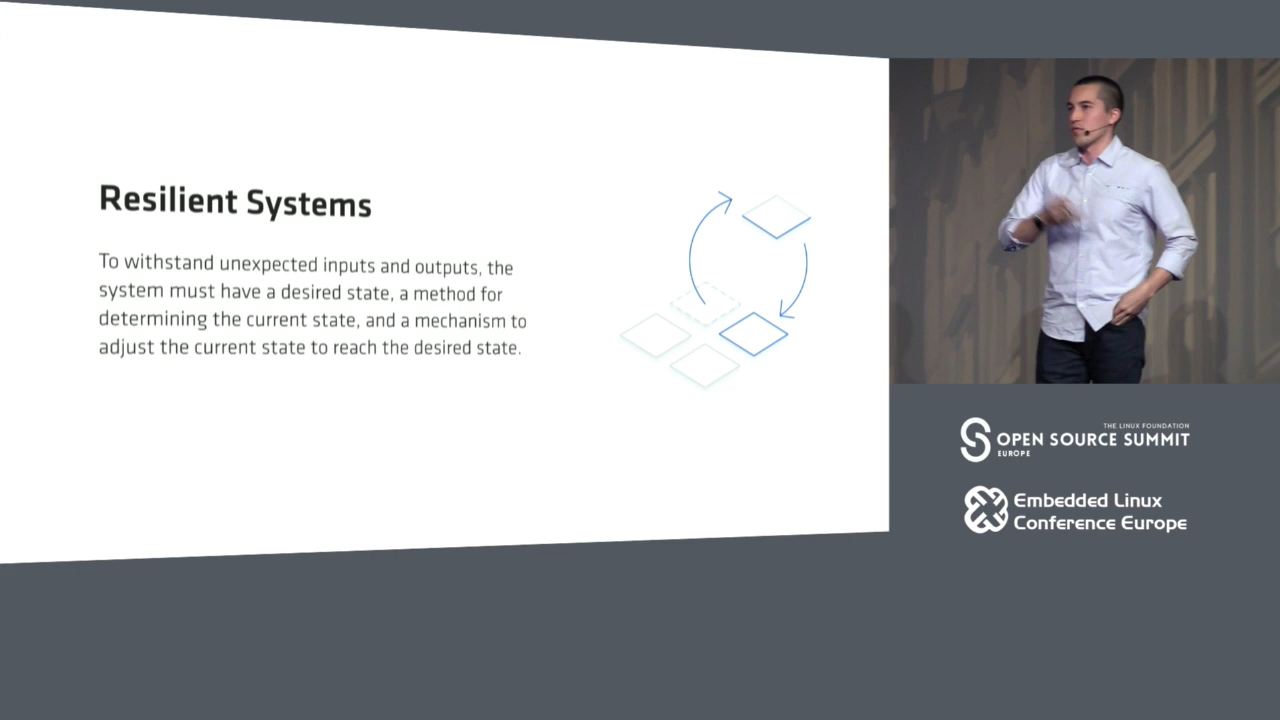 Resilient Systems
To withstand unexpected inputs and outputs, the
system must have a desired state, a method for
determining the current state, and a mechanism to
adjust the current state to reach the desired state.
THE LINUX FOUNDATION
OPEN SOURCE SUMMIT
EUROPE
Embedded Linux
Conference Europe